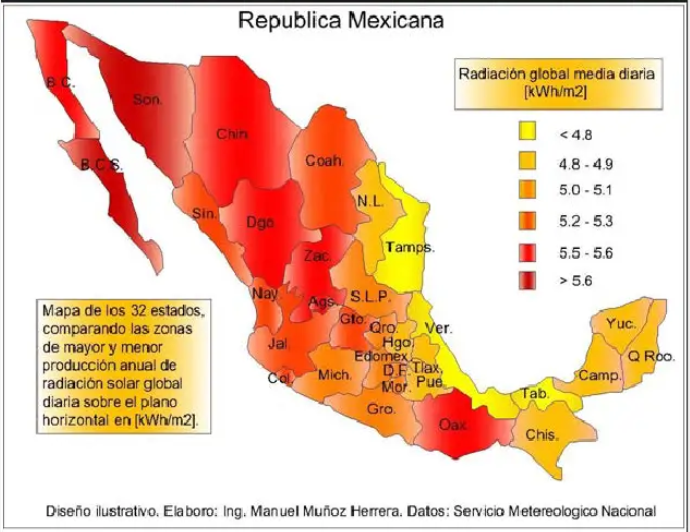 Republica Mexicana
Radiación global media diaria
[kWh/m2]
< 4.8
4.8 - 4.9
5.0 - 5.1
5.2 - 5.3
5.5 - 5.6
> 5.6
B.C.
Son.
B.C.S.
Chih.
Coah.
Sin.
Dgo.
N.L.
Tamps.
Zac.
Nay.
Ags.
S.L.P.
Jal.
Gto.
Qro.
Hgo.
Ver.
Edomex.
Col.
Mich.
D.F.
Tlax.
Mor.
Pue.
Gro.
Oax.
Tab.
Chis.
Camp.
Yuc.
Q Roo.
Mapa de los 32 estados,
comparando las zonas
de mayor y menor
producción anual de
radiación solar global
diaria sobre el plano
horizontal en [kWh/m2].
Diseño ilustrativo. Elaboro: Ing. Manuel Muñoz Herrera. Datos: Servicio Metereologico Nacional